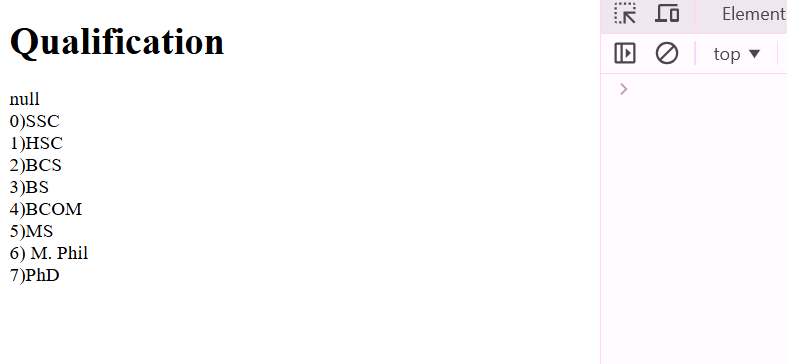 Qualification
null
0)SSC
1)HSC
2)BCS
3)BS
4)BCOM
5)MS
6) M. Phil
7)PhD
Element
top